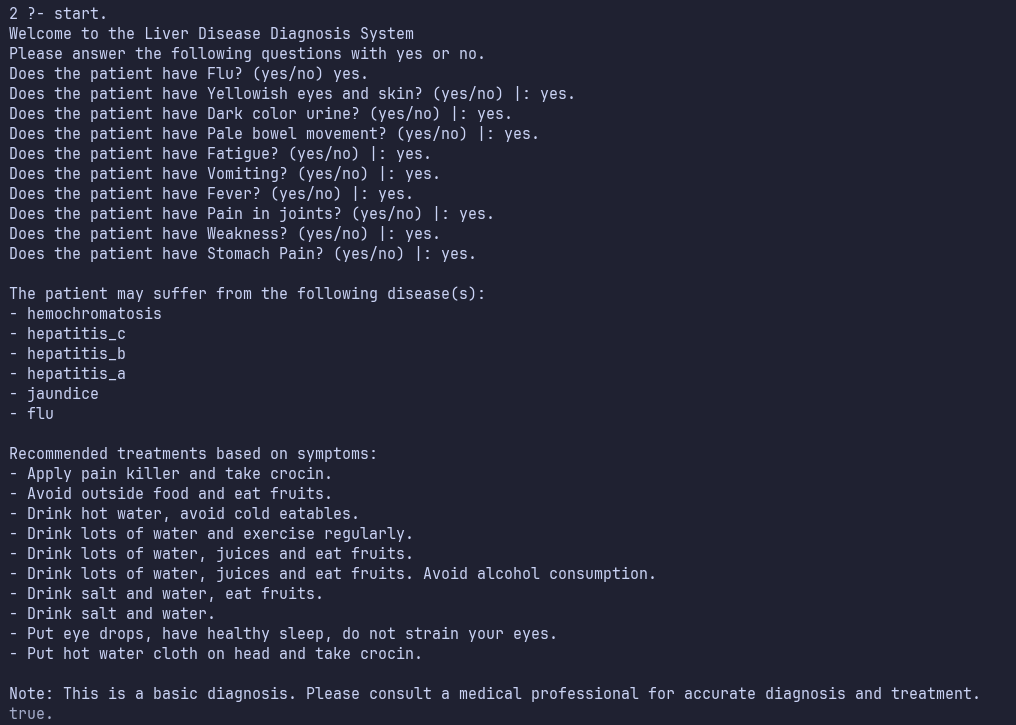 2 ?- start.
Welcome to the Liver Disease Diagnosis System
Please answer the following questions with yes or no.
Does the patient have Flu? (yes/no) yes.
Does the patient have Yellowish eyes and skin? (yes/no) |: yes.
Does the patient have Dark color urine? (yes/no) |: yes.
Does the patient have Pale bowel movement? (yes/no) |: yes.
Does the patient have Fatigue? (yes/no) |: yes.
Does the patient have Vomiting? (yes/no) |: yes.
Does the patient have Fever? (yes/no) |: yes.
Does the patient have Pain in joints? (yes/no) |: yes.
Does the patient have Weakness? (yes/no) |: yes.
Does the patient have Stomach Pain? (yes/no) |: yes.

The patient may suffer from the following disease(s):
- hemochromatosis
- hepatitis_c
- hepatitis_b
- hepatitis_a
- jaundice
- flu

Recommended treatments based on symptoms:
- Apply pain killer and take crocin.
- Avoid outside food and eat fruits.
- Drink hot water, avoid cold eatables.
- Drink lots of water and exercise regularly.
- Drink lots of water, juices and eat fruits.
- Drink lots of water, juices and eat fruits. Avoid alcohol consumption.
- Drink salt and water, eat fruits.
- Drink salt and water.
- Put eye drops, have healthy sleep, do not strain your eyes.
- Put hot water cloth on head and take crocin.

Note: This is a basic diagnosis. Please consult a medical professional for accurate diagnosis and treatment.
true.